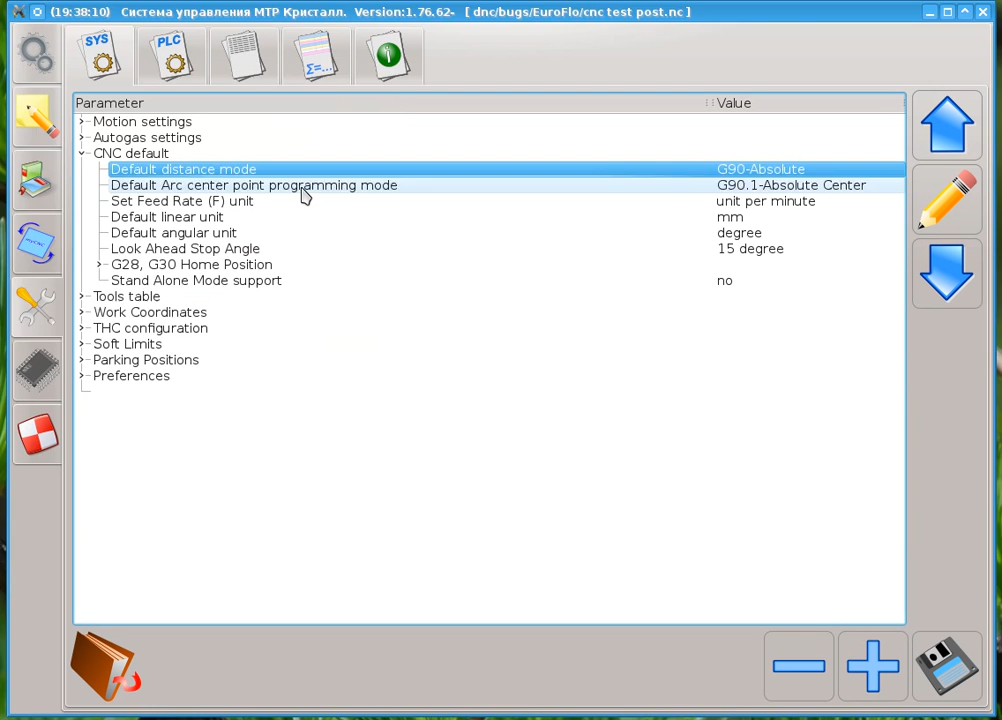 (19:38:10) Система управления МТР Кристалл. Version:1.76.62- [ dnc/bugs/EuroFlo/cnc test post.nc ]
SYS PLC Σ=...
Parameter Value
Motion settings
Autogas settings
CNC default
Default distance mode G90-Absolute
Default Arc center point programming mode G90.1-Absolute Center
Set Feed Rate (F) unit unit per minute
Default linear unit mm
Default angular unit degree
Look Ahead Stop Angle 15 degree
G28, G30 Home Position
Stand Alone Mode support no
Tools table
Work Coordinates
THC configuration
Soft Limits
Parking Positions
Preferences